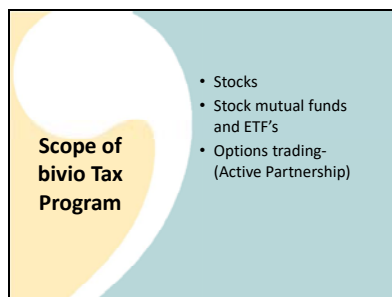 Scope of
bivio Tax
Program
• Stocks
• Stock mutual funds
and ETF's
• Options trading-
(Active Partnership)